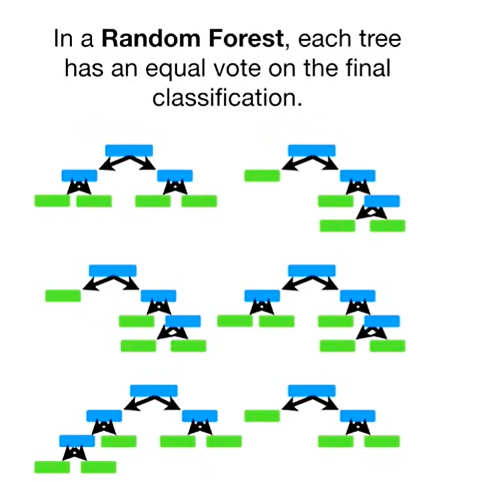 In a Random Forest, each tree
has an equal vote on the final
classification.